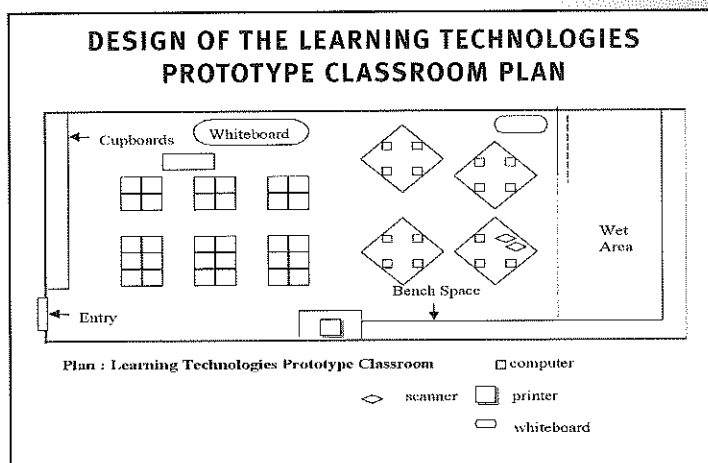 DESIGN OF THE LEARNING TECHNOLOGIES
PROTOTYPE CLASSROOM PLAN
Cupboards
Whiteboard
Wet
Area
Bench Space
Entry
Plan : Learning Technologies Prototype Classroom
computer
scanner
printer
whiteboard